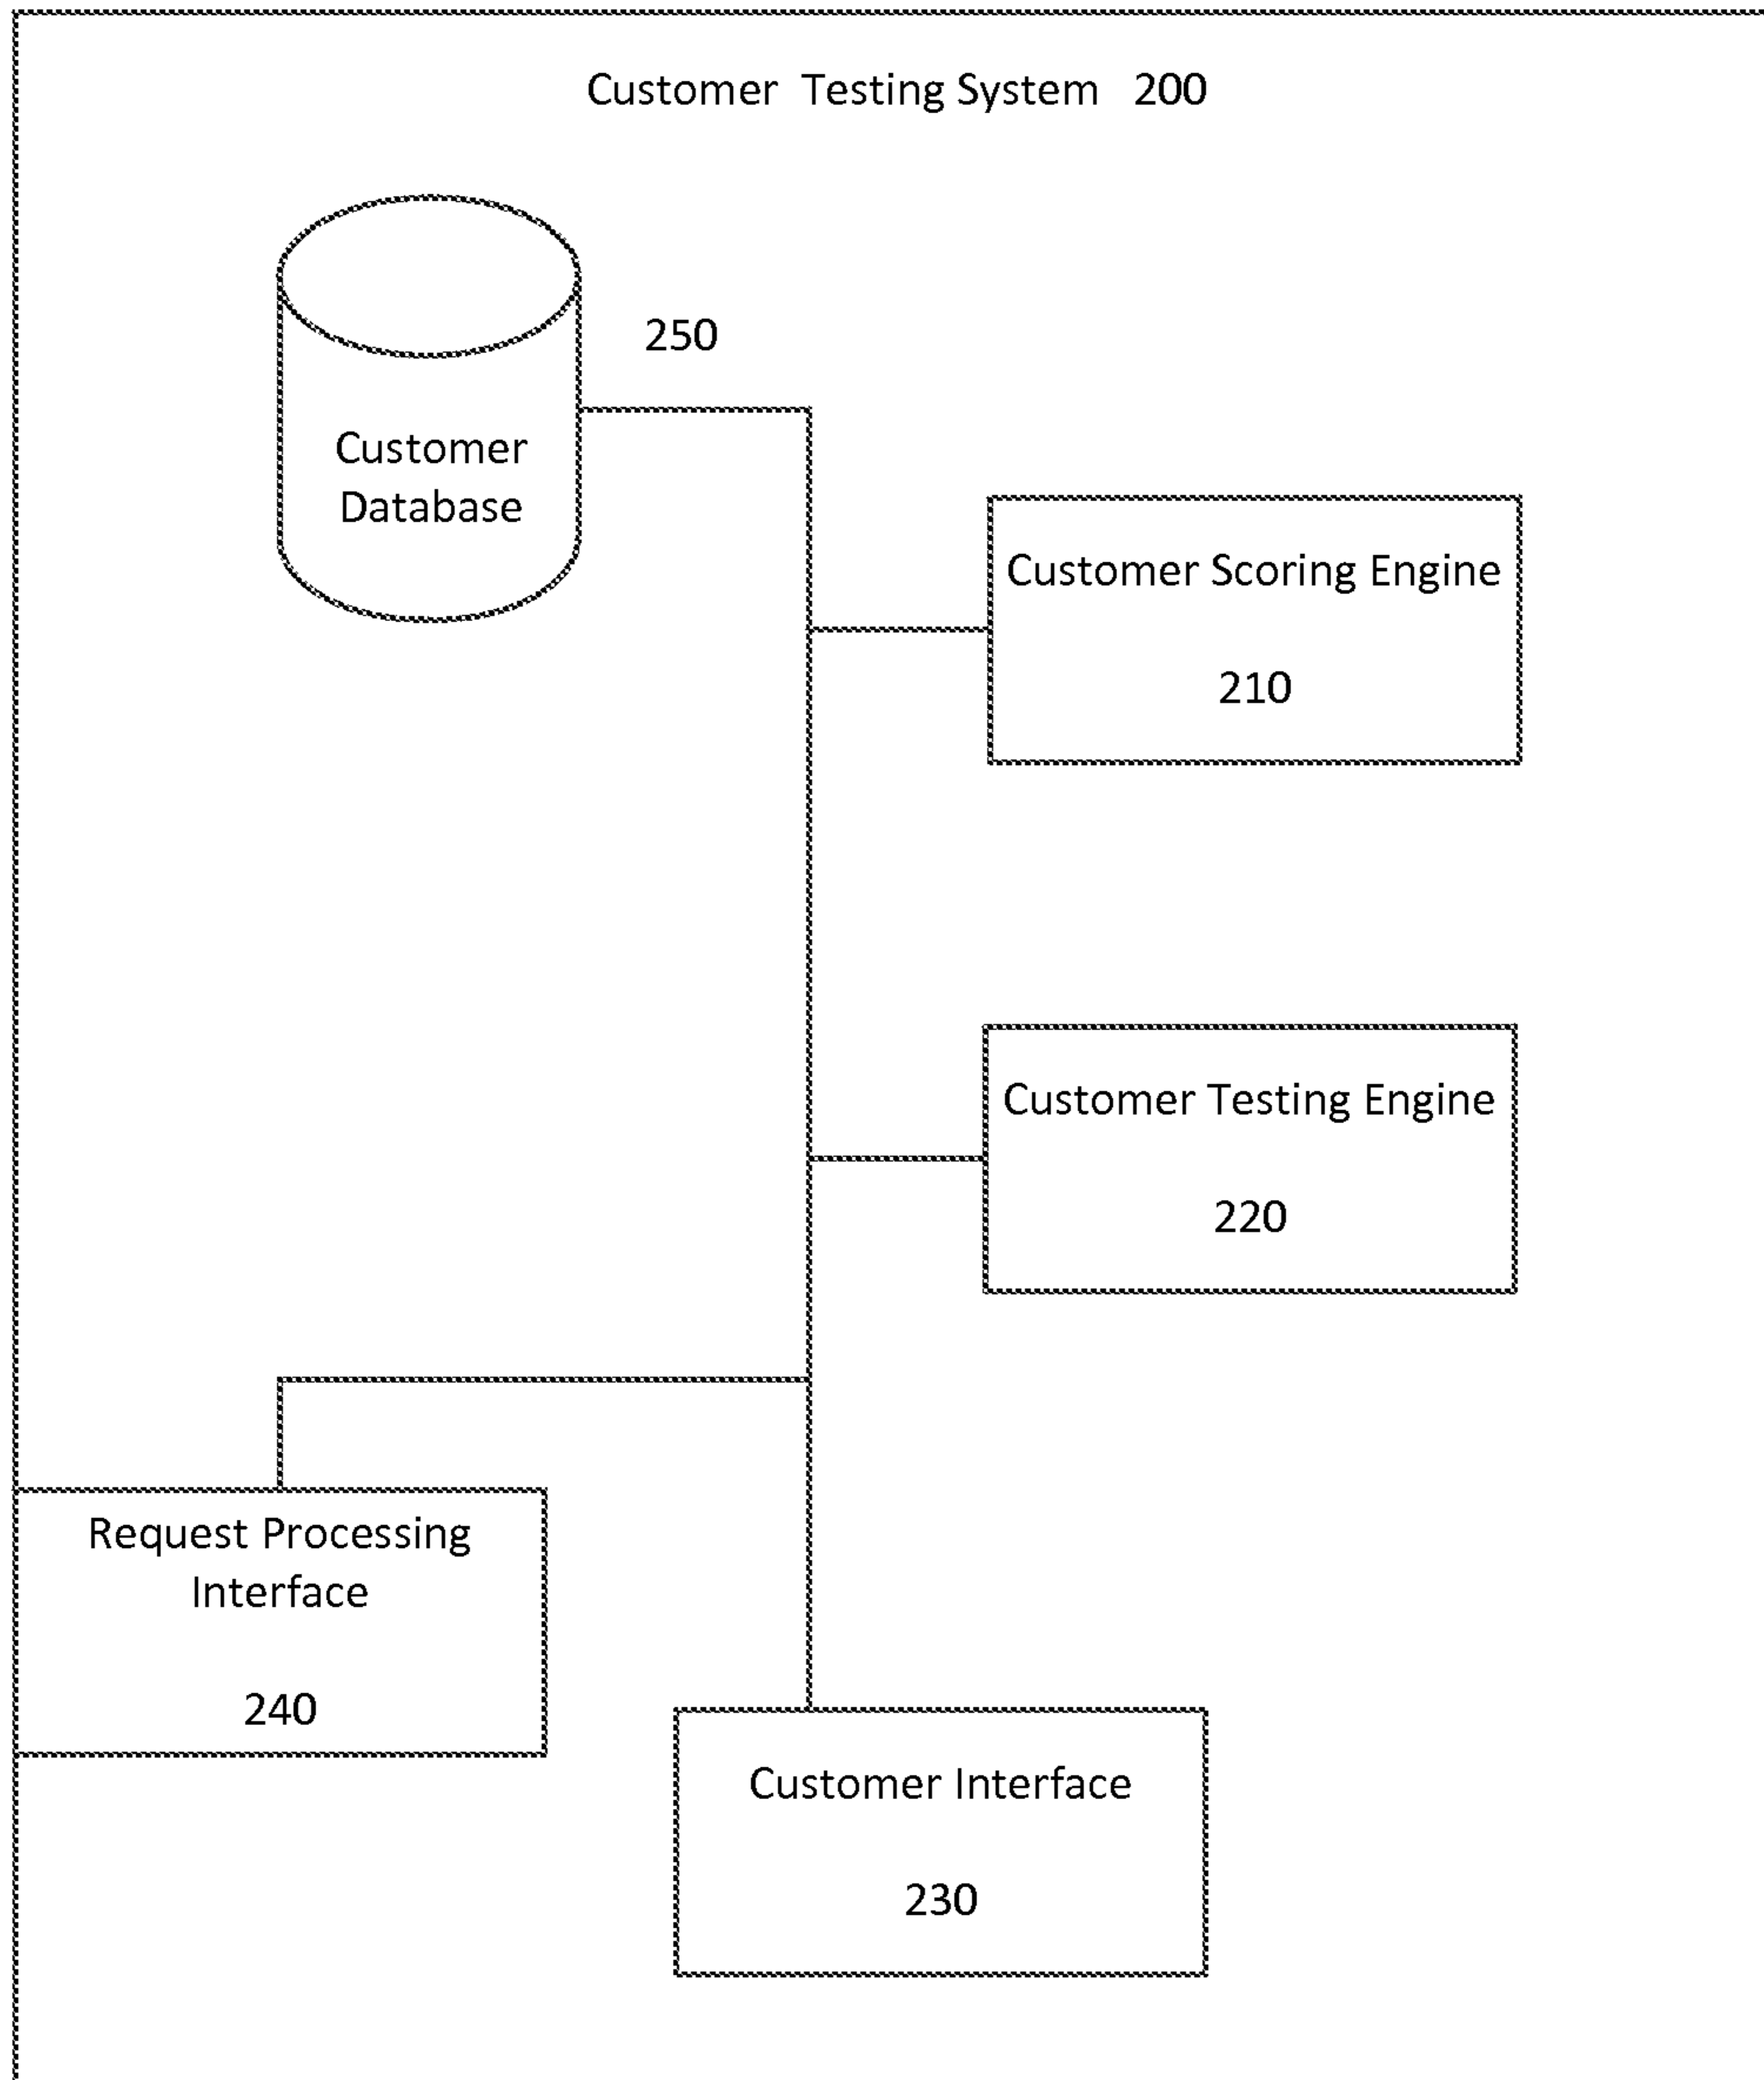 Customer Testing System 200
250
Customer
Database
Customer Scoring Engine
210
Customer Testing Engine
220
Request Processing
Interface
240
Customer Interface
230